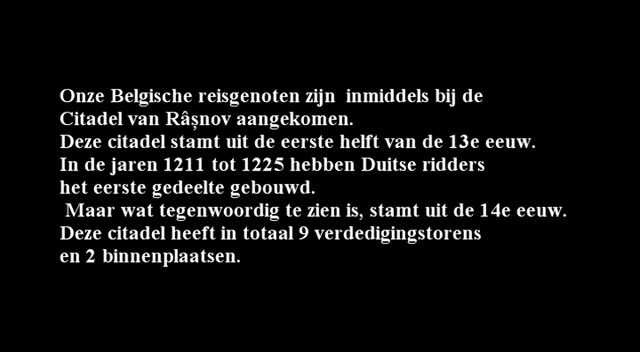 Onze Belgische reisgenoten zijn  inmiddels bij de
Citadel van Râșnov aangekomen.
Deze citadel stamt uit de eerste helft van de 13e eeuw.
In de jaren 1211 tot 1225 hebben Duitse ridders
het eerste gedeelte gebouwd.
Maar wat tegenwoordig te zien is, stamt uit de 14e eeuw.
Deze citadel heeft in totaal 9 verdedigingstorens
en 2 binnenplaatsen.